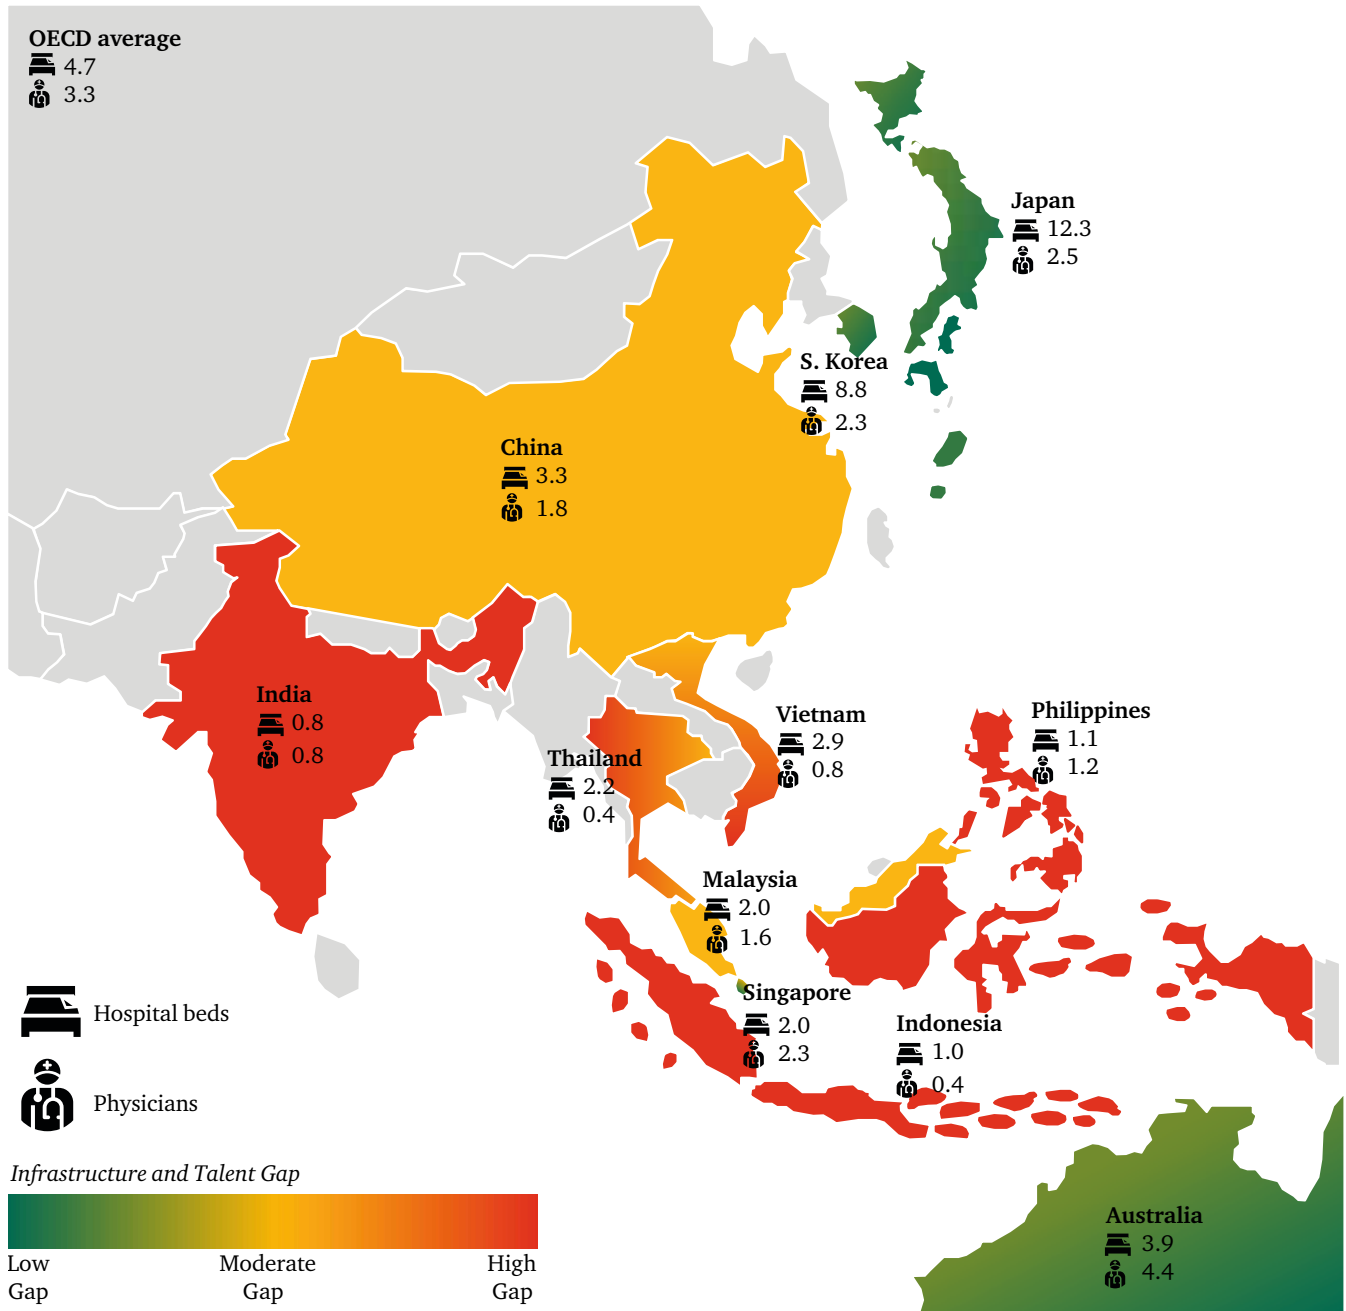 OECD average
4.7
3.3
Japan
12.3
2.5
S. Korea
8.8
2.3
China
3.3
1.8
India
0.8
0.8
Thailand
2.2
0.4
Vietnam
2.9
0.8
Philippines
1.1
1.2
Malaysia
2.0
1.6
Singapore
2.0
2.3
Indonesia
1.0
0.4
Australia
3.9
4.4
Hospital beds
Physicians
Infrastructure and Talent Gap
Low Gap
Moderate Gap
High Gap